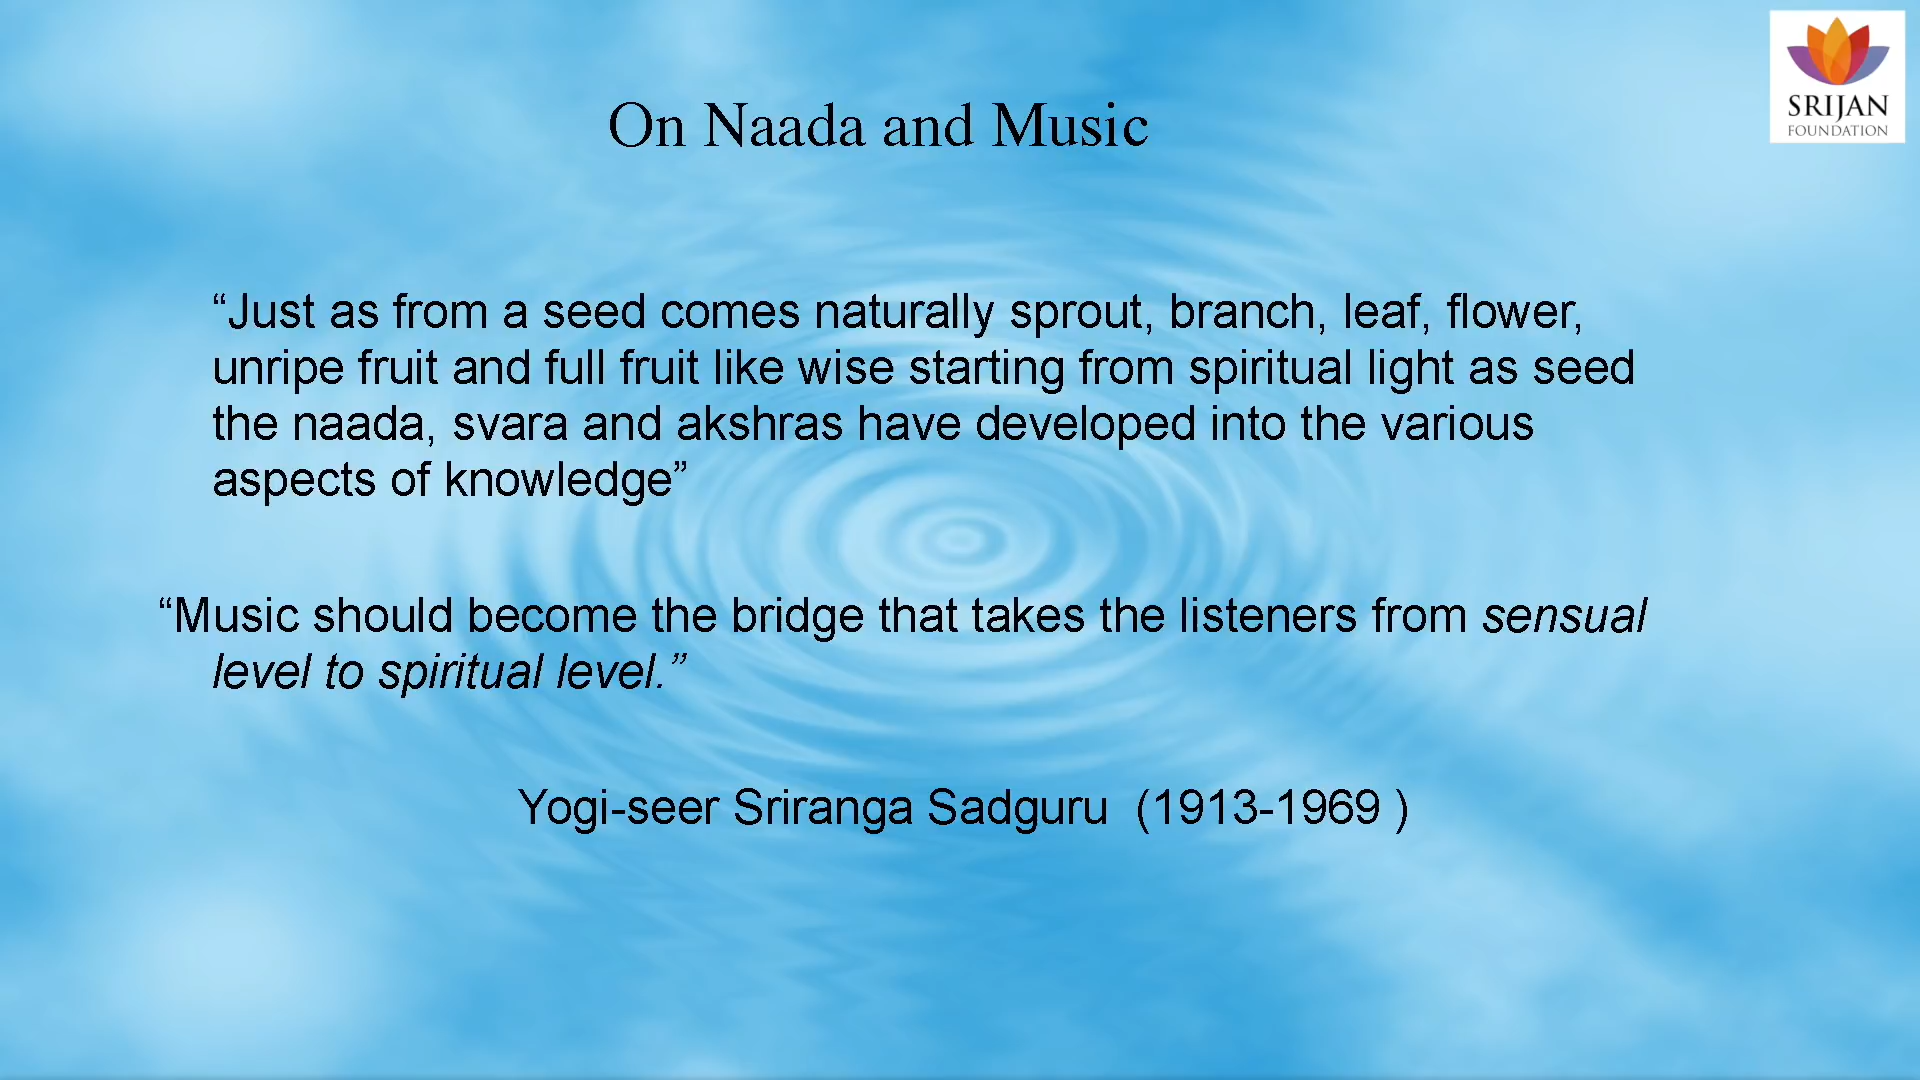 On Naada and Music
SRIJAN
FOUNDATION
“Just as from a seed comes naturally sprout, branch, leaf, flower,
unripe fruit and full fruit like wise starting from spiritual light as seed
the naada, svara and akshras have developed into the various
aspects of knowledge”
“Music should become the bridge that takes the listeners from sensual
level to spiritual level.”
Yogi-seer Sriranga Sadguru (1913-1969 )